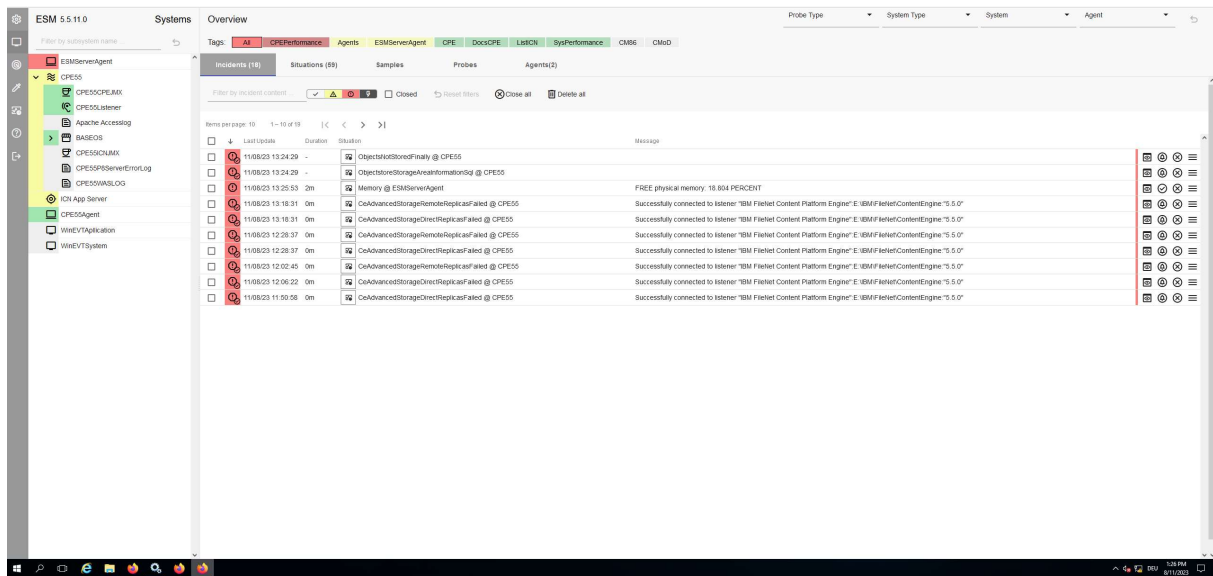 ESM 5.5.11.0 Systems Overview
Probe Type System Type System Agent
Filter by subsystem name ...
Tags: All CPEPerformance Agents ESMServerAgent CPE DocsCPE ListICN SysPerformance CM86 CMoD
ESMServerAgent
CPE55
CPE55CPEJMX
CPE55Listener
Apache Accesslog
BASEOS
CPE55ICNJMX
CPE55P8ServerErrorLog
CPE55WASLOG
ICN App Server
CPE55Agent
WinEVTApplication
WinEVTSystem
Incidents (18) Situations (59) Samples Probes Agents(2)
Filter by incident content ... Closed Reset filters Close all Delete all
Items per page: 10 1 – 10 of 18
Last Update Duration Situation Message
11/08/23 13:24:29 - ObjectsNotStoredFinally @ CPE55
11/08/23 13:24:29 - ObjectstoreStorageAreaInformationSql @ CPE55
11/08/23 13:25:53 2m Memory @ ESMServerAgent FREE physical memory: 18.804 PERCENT
11/08/23 13:18:31 0m CeAdvancedStorageRemoteReplicasFailed @ CPE55 Successfully connected to listener "IBM FileNet Content Platform Engine":E:\IBM\FileNet\ContentEngine:"5.5.0"
11/08/23 13:18:31 0m CeAdvancedStorageDirectReplicasFailed @ CPE55 Successfully connected to listener "IBM FileNet Content Platform Engine":E:\IBM\FileNet\ContentEngine:"5.5.0"
11/08/23 12:28:37 0m CeAdvancedStorageRemoteReplicasFailed @ CPE55 Successfully connected to listener "IBM FileNet Content Platform Engine":E:\IBM\FileNet\ContentEngine:"5.5.0"
11/08/23 12:28:37 0m CeAdvancedStorageDirectReplicasFailed @ CPE55 Successfully connected to listener "IBM FileNet Content Platform Engine":E:\IBM\FileNet\ContentEngine:"5.5.0"
11/08/23 12:02:45 0m CeAdvancedStorageRemoteReplicasFailed @ CPE55 Successfully connected to listener "IBM FileNet Content Platform Engine":E:\IBM\FileNet\ContentEngine:"5.5.0"
11/08/23 12:06:22 0m CeAdvancedStorageDirectReplicasFailed @ CPE55 Successfully connected to listener "IBM FileNet Content Platform Engine":E:\IBM\FileNet\ContentEngine:"5.5.0"
11/08/23 11:50:58 0m CeAdvancedStorageDirectReplicasFailed @ CPE55 Successfully connected to listener "IBM FileNet Content Platform Engine":E:\IBM\FileNet\ContentEngine:"5.5.0"
DEU 1:26 PM
8/11/2023